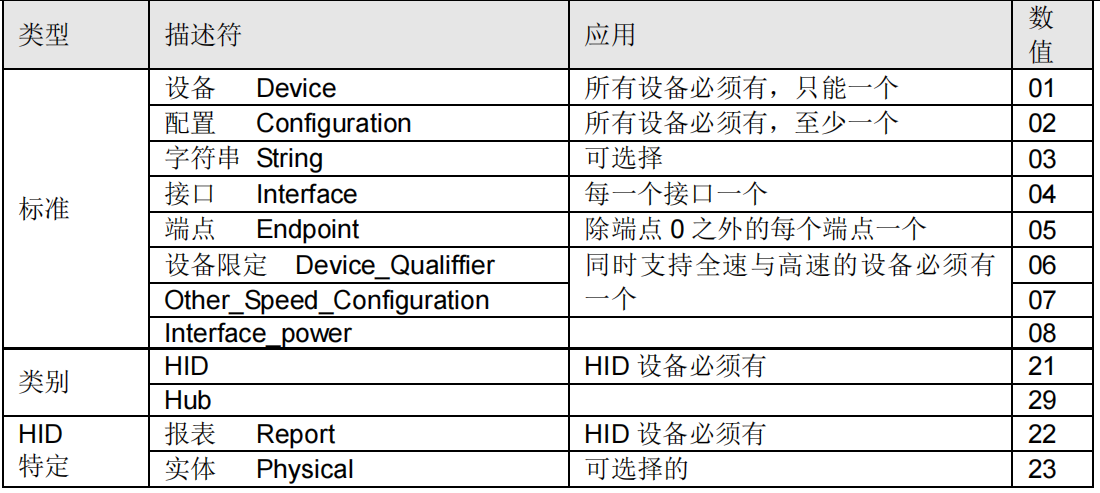 类型 描述符 应用 数
值
标准
设备 Device 所有设备必须有，只能一个 01
配置 Configuration 所有设备必须有，至少一个 02
字符串 String 可选择 03
接口 Interface 每一个接口一个 04
端点 Endpoint 除端点 0 之外的每个端点一个 05
设备限定 Device_Qualiffier 同时支持全速与高速的设备必须有 06
Other_Speed_Configuration 一个 07
Interface_power 08
类别
HID HID 设备必须有 21
Hub 29
HID 报表 Report HID 设备必须有 22
特定 实体 Physical 可选择的 23